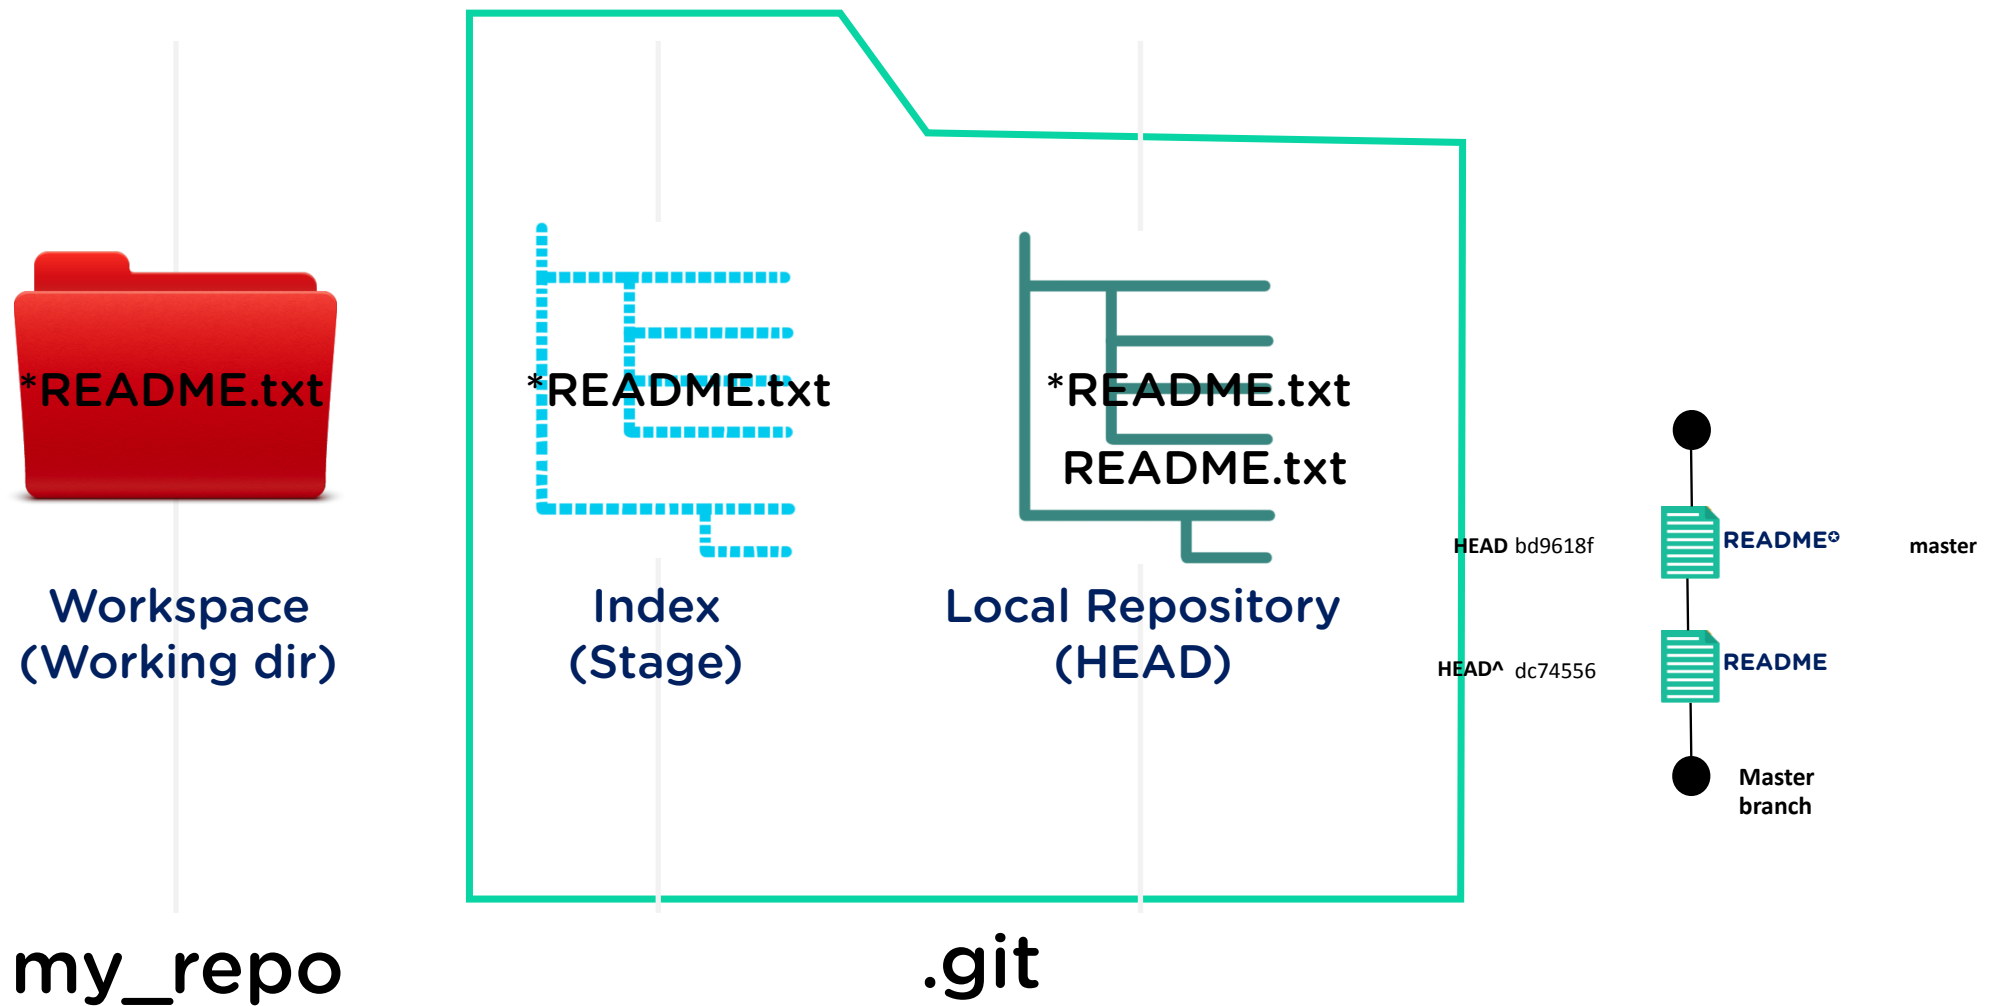 *README.txt
*README.txt
*README.txt
README.txt
Workspace
(Working dir)
Index
(Stage)
Local Repository
(HEAD)
HEAD bd9618f
README✪
master
HEAD^ dc74556
README
Master
branch
my_repo
.git